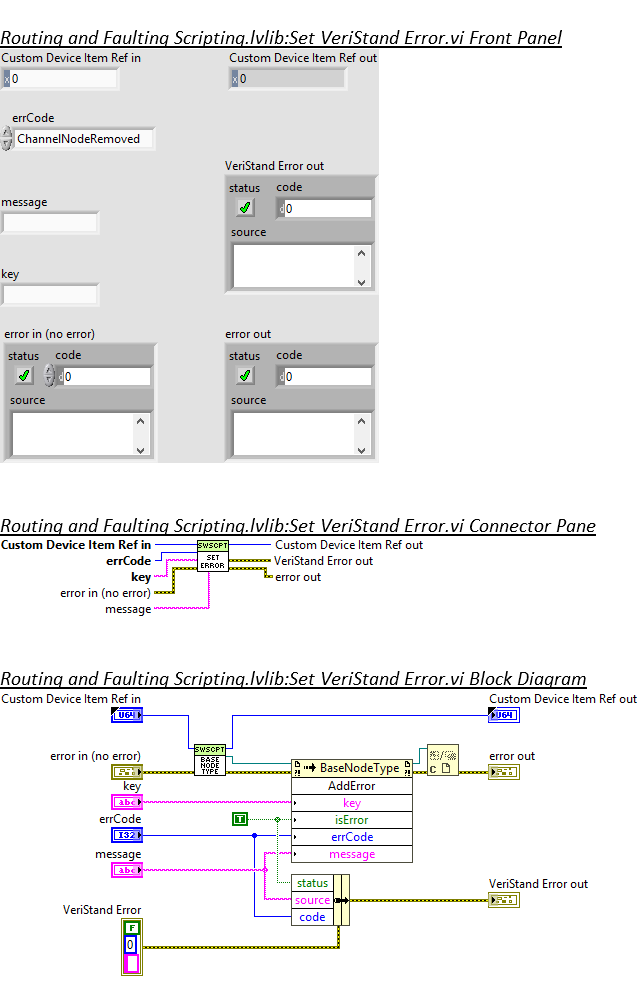 Routing and Faulting Scripting.lvlib:Set VeriStand Error.vi Front Panel
Custom Device Item Ref in
Custom Device Item Ref out
x 0
x 0
errCode
ChannelNodeRemoved
VeriStand Error out
status code
d 0
source
message
key
error in (no error)
error out
status code
status code
d 0
d 0
source
source
Routing and Faulting Scripting.lvlib:Set VeriStand Error.vi Connector Pane
Custom Device Item Ref in
SWSCPT
Custom Device Item Ref out
errCode
SET
ERROR
VeriStand Error out
key
error out
error in (no error)
message
Routing and Faulting Scripting.lvlib:Set VeriStand Error.vi Block Diagram
Custom Device Item Ref in
Custom Device Item Ref out
U64
U64
error in (no error)
SWSCPT
BASE
NODE
TYPE
BaseNodeType
error out
AddError
key
abc
key
errCode
T
isError
I32
errCode
message
message
abc
status
VeriStand Error out
source
VeriStand Error
code
F
0